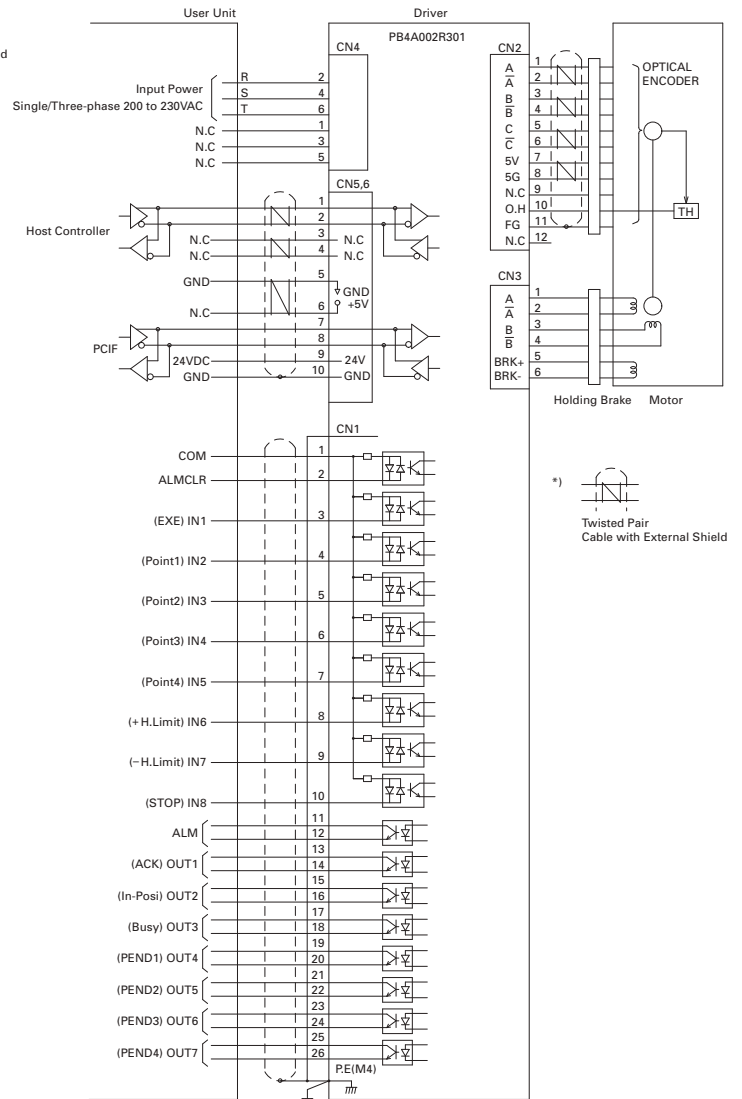 User Unit
Driver
PB4A002R301
d
CN4
Input Power
Single/Three-phase 200 to 230VAC
R 2
S 4
T 6
N.C 1
N.C 3
N.C 5
CN2
A 1
A̅ 2
B 3
B̅ 4
C 5
C̅ 6
5V 7
5G 8
N.C 9
O.H 10
FG 11
N.C 12
OPTICAL
ENCODER
TH
CN5,6
Host Controller
1
2
N.C 3 N.C
N.C 4 N.C
GND 5 GND
N.C 6 +5V
PCIF
7
8
24VDC 9 24V
GND 10 GND
CN3
A 1
A̅ 2
B 3
B̅ 4
BRK+ 5
BRK- 6
Holding Brake Motor
CN1
COM 1
ALMCLR 2
(EXE) IN1 3
(Point1) IN2 4
(Point2) IN3 5
(Point3) IN4 6
(Point4) IN5 7
(+H.Limit) IN6 8
(−H.Limit) IN7 9
(STOP) IN8 10
ALM 11
12
(ACK) OUT1 13
14
(In-Posi) OUT2 15
16
(Busy) OUT3 17
18
(PEND1) OUT4 19
20
(PEND2) OUT5 21
22
(PEND3) OUT6 23
24
(PEND4) OUT7 25
26
P.E(M4)
*)
Twisted Pair
Cable with External Shield